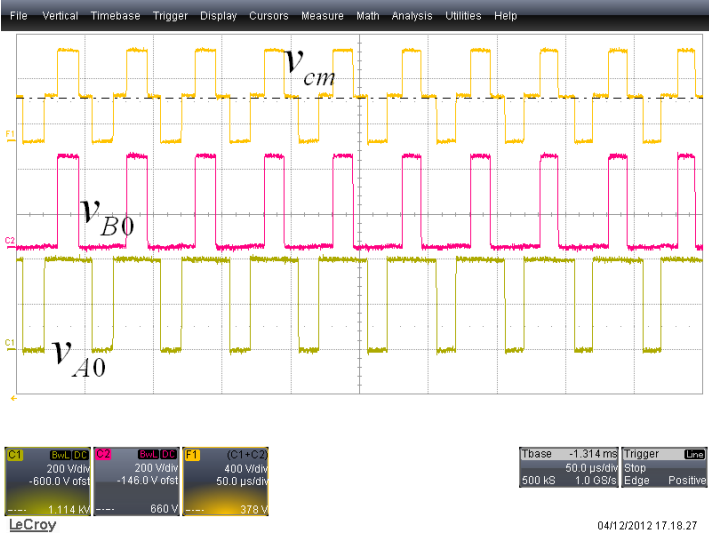 File Vertical Timebase Trigger Display Cursors Measure Math Analysis Utilities Help
v_cm
F1
v_B0
C2
C1
v_A0
C1 BwL DC C2 BwL DC F1 (C1+C2)
200 V/div 200 V/div 400 V/div
-600.0 V ofst -146.0 V ofst 50.0 µs/div
1.114 kV 660 V 378 V
Tbase -1.314 ms Trigger Line
50.0 µs/div Stop
500 kS 1.0 GS/s Edge Positive
LeCroy 04/12/2012 17.18.27